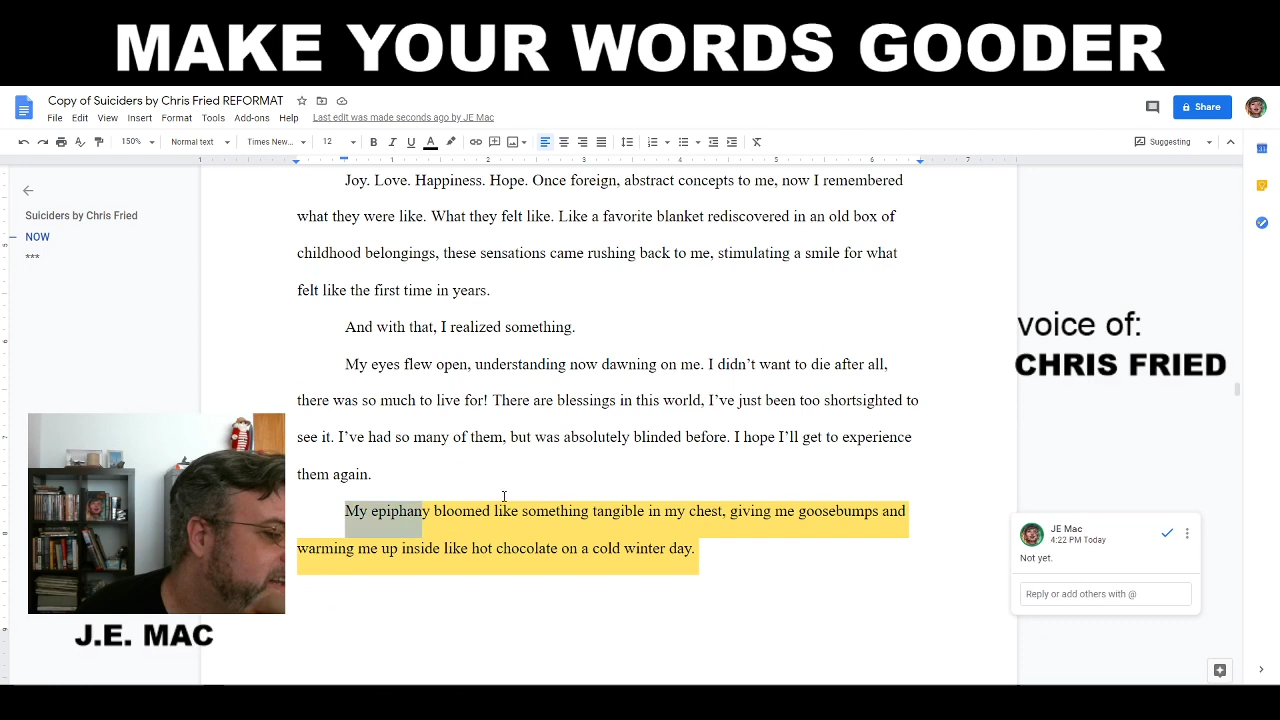 MAKE YOUR WORDS GOODER
Copy of Suiciders by Chris Fried REFORMAT
File Edit View Insert Format Tools Add-ons Help Last edit was made seconds ago by JE Mac
Share
150% Normal text Times New... 12 B I U A Suggesting
1 1 2 3 4 5 6 7
Suiciders by Chris Fried
NOW
***
Joy. Love. Happiness. Hope. Once foreign, abstract concepts to me, now I remembered
what they were like. What they felt like. Like a favorite blanket rediscovered in an old box of
childhood belongings, these sensations came rushing back to me, stimulating a smile for what
felt like the first time in years.
And with that, I realized something.
My eyes flew open, understanding now dawning on me. I didn’t want to die after all,
there was so much to live for! There are blessings in this world, I’ve just been too shortsighted to
see it. I’ve had so many of them, but was absolutely blinded before. I hope I’ll get to experience
them again.
My epiphany bloomed like something tangible in my chest, giving me goosebumps and
warming me up inside like hot chocolate on a cold winter day.
voice of:
CHRIS FRIED
JE Mac
4:22 PM Today
Not yet.
Reply or add others with @
J.E. MAC